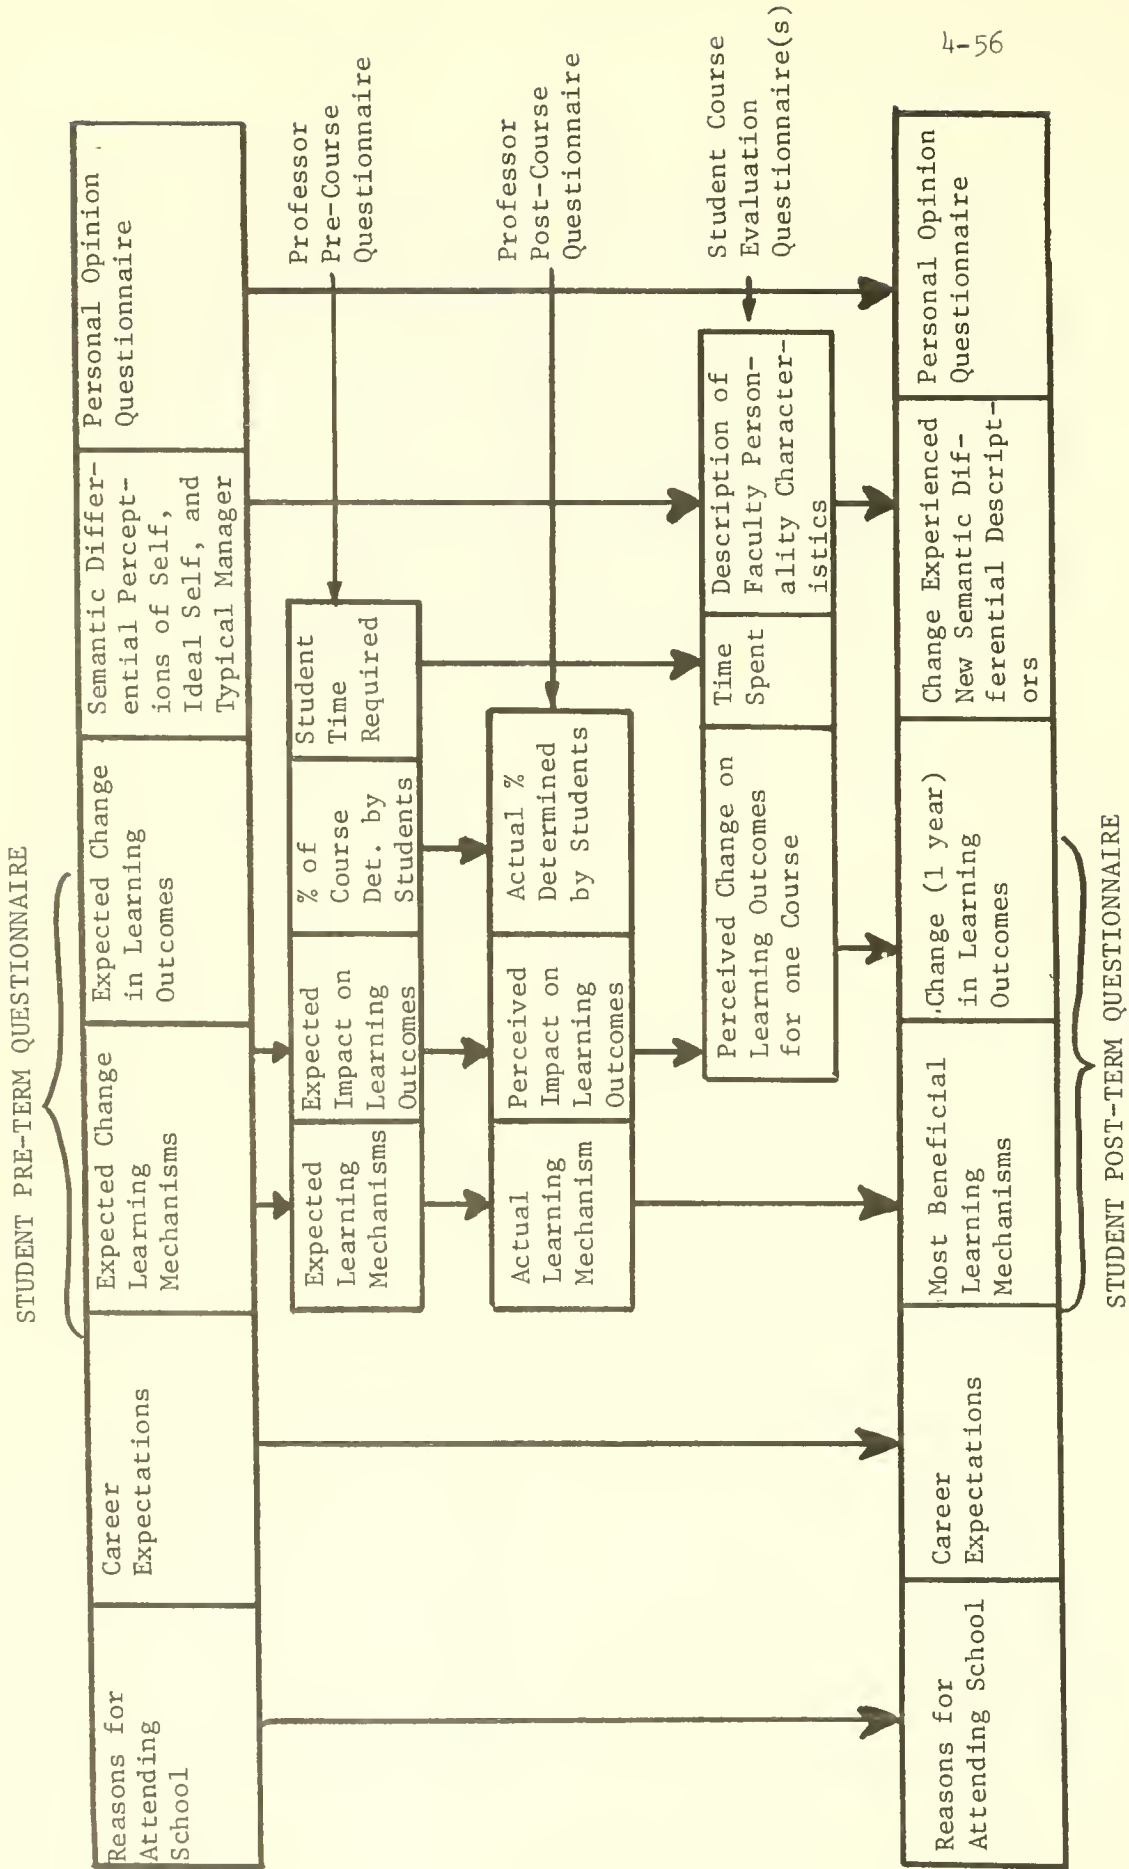 4-56
STUDENT PRE-TERM QUESTIONNAIRE
Reasons for
Attending
School
Career
Expectations
Expected Change
Learning
Mechanisms
Expected Change
in Learning
Outcomes
Semantic Differ-
ential Percept-
ions of Self,
Ideal Self, and
Typical Manager
Personal Opinion
Questionnaire
Expected
Learning
Mechanisms
Expected
Impact on
Learning
Outcomes
% of
Course
Det. by
Students
Student
Time
Required
Professor
Pre-Course
Questionnaire
Actual
Learning
Mechanism
Perceived
Impact on
Learning
Outcomes
Actual %
Determined
by Students
Professor
Post-Course
Questionnaire
Perceived Change on
Learning Outcomes
for one Course
Time
Spent
Description of
Faculty Person-
ality Character-
istics
Student Course
Evaluation
Questionnaire(s)
Reasons for
Attending School
Career
Expectations
Most Beneficial
Learning
Mechanisms
Change (1 year)
in Learning
Outcomes
Change Experienced
New Semantic Dif-
ferential Descript-
ors
Personal Opinion
Questionnaire
STUDENT POST-TERM QUESTIONNAIRE